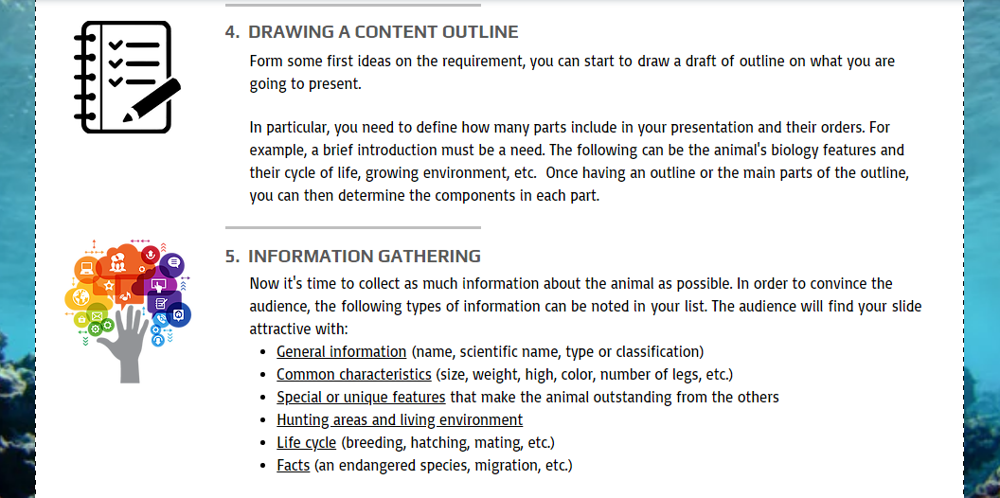 4. DRAWING A CONTENT OUTLINE
Form some first ideas on the requirement, you can start to draw a draft of outline on what you are
going to present.
In particular, you need to define how many parts include in your presentation and their orders. For
example, a brief introduction must be a need. The following can be the animal's biology features and
their cycle of life, growing environment, etc.  Once having an outline or the main parts of the outline,
you can then determine the components in each part.
5. INFORMATION GATHERING
Now it's time to collect as much information about the animal as possible. In order to convince the
audience, the following types of information can be noted in your list. The audience will find your slide
attractive with:
• General information (name, scientific name, type or classification)
• Common characteristics (size, weight, high, color, number of legs, etc.)
• Special or unique features that make the animal outstanding from the others
• Hunting areas and living environment
• Life cycle (breeding, hatching, mating, etc.)
• Facts (an endangered species, migration, etc.)